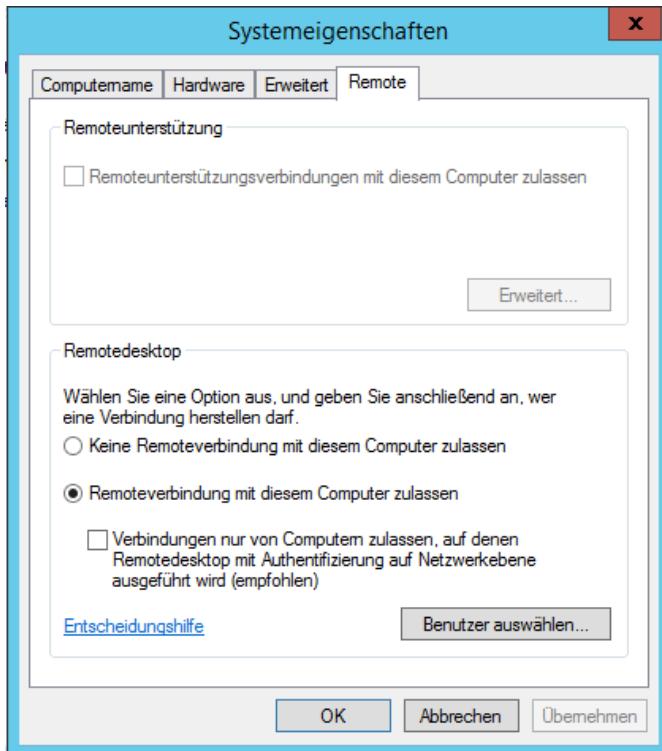 Systemeigenschaften
x
Computername Hardware Erweitert Remote
Remoteunterstützung
Remoteunterstützungsverbindungen mit diesem Computer zulassen
Erweitert...
Remotedesktop
Wählen Sie eine Option aus, und geben Sie anschließend an, wer
eine Verbindung herstellen darf.
Keine Remoteverbindung mit diesem Computer zulassen
Remoteverbindung mit diesem Computer zulassen
Verbindungen nur von Computern zulassen, auf denen
Remotedesktop mit Authentifizierung auf Netzwerkebene
ausgeführt wird (empfohlen)
Entscheidungshilfe
Benutzer auswählen...
OK Abbrechen Übernehmen